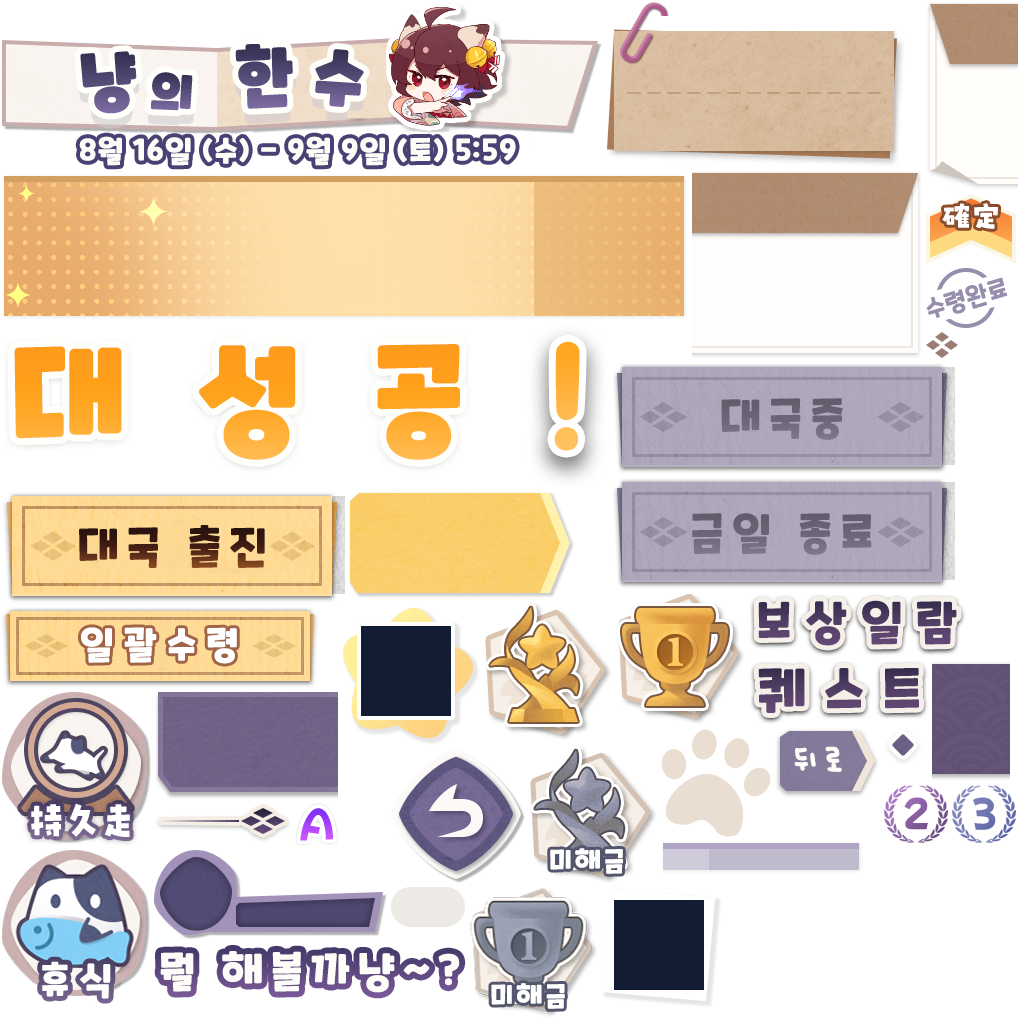 냥의 한 수
8월 16일 (수) - 9월 9일 (토) 5:59
確定
수령완료
대성공!
대국중
대국 출진
금일 종료
일괄수령
1
보상일람
퀘스트
뒤로
持久走
A
미해금
2
3
휴식
뭘 해볼까냥~?
1
미해금